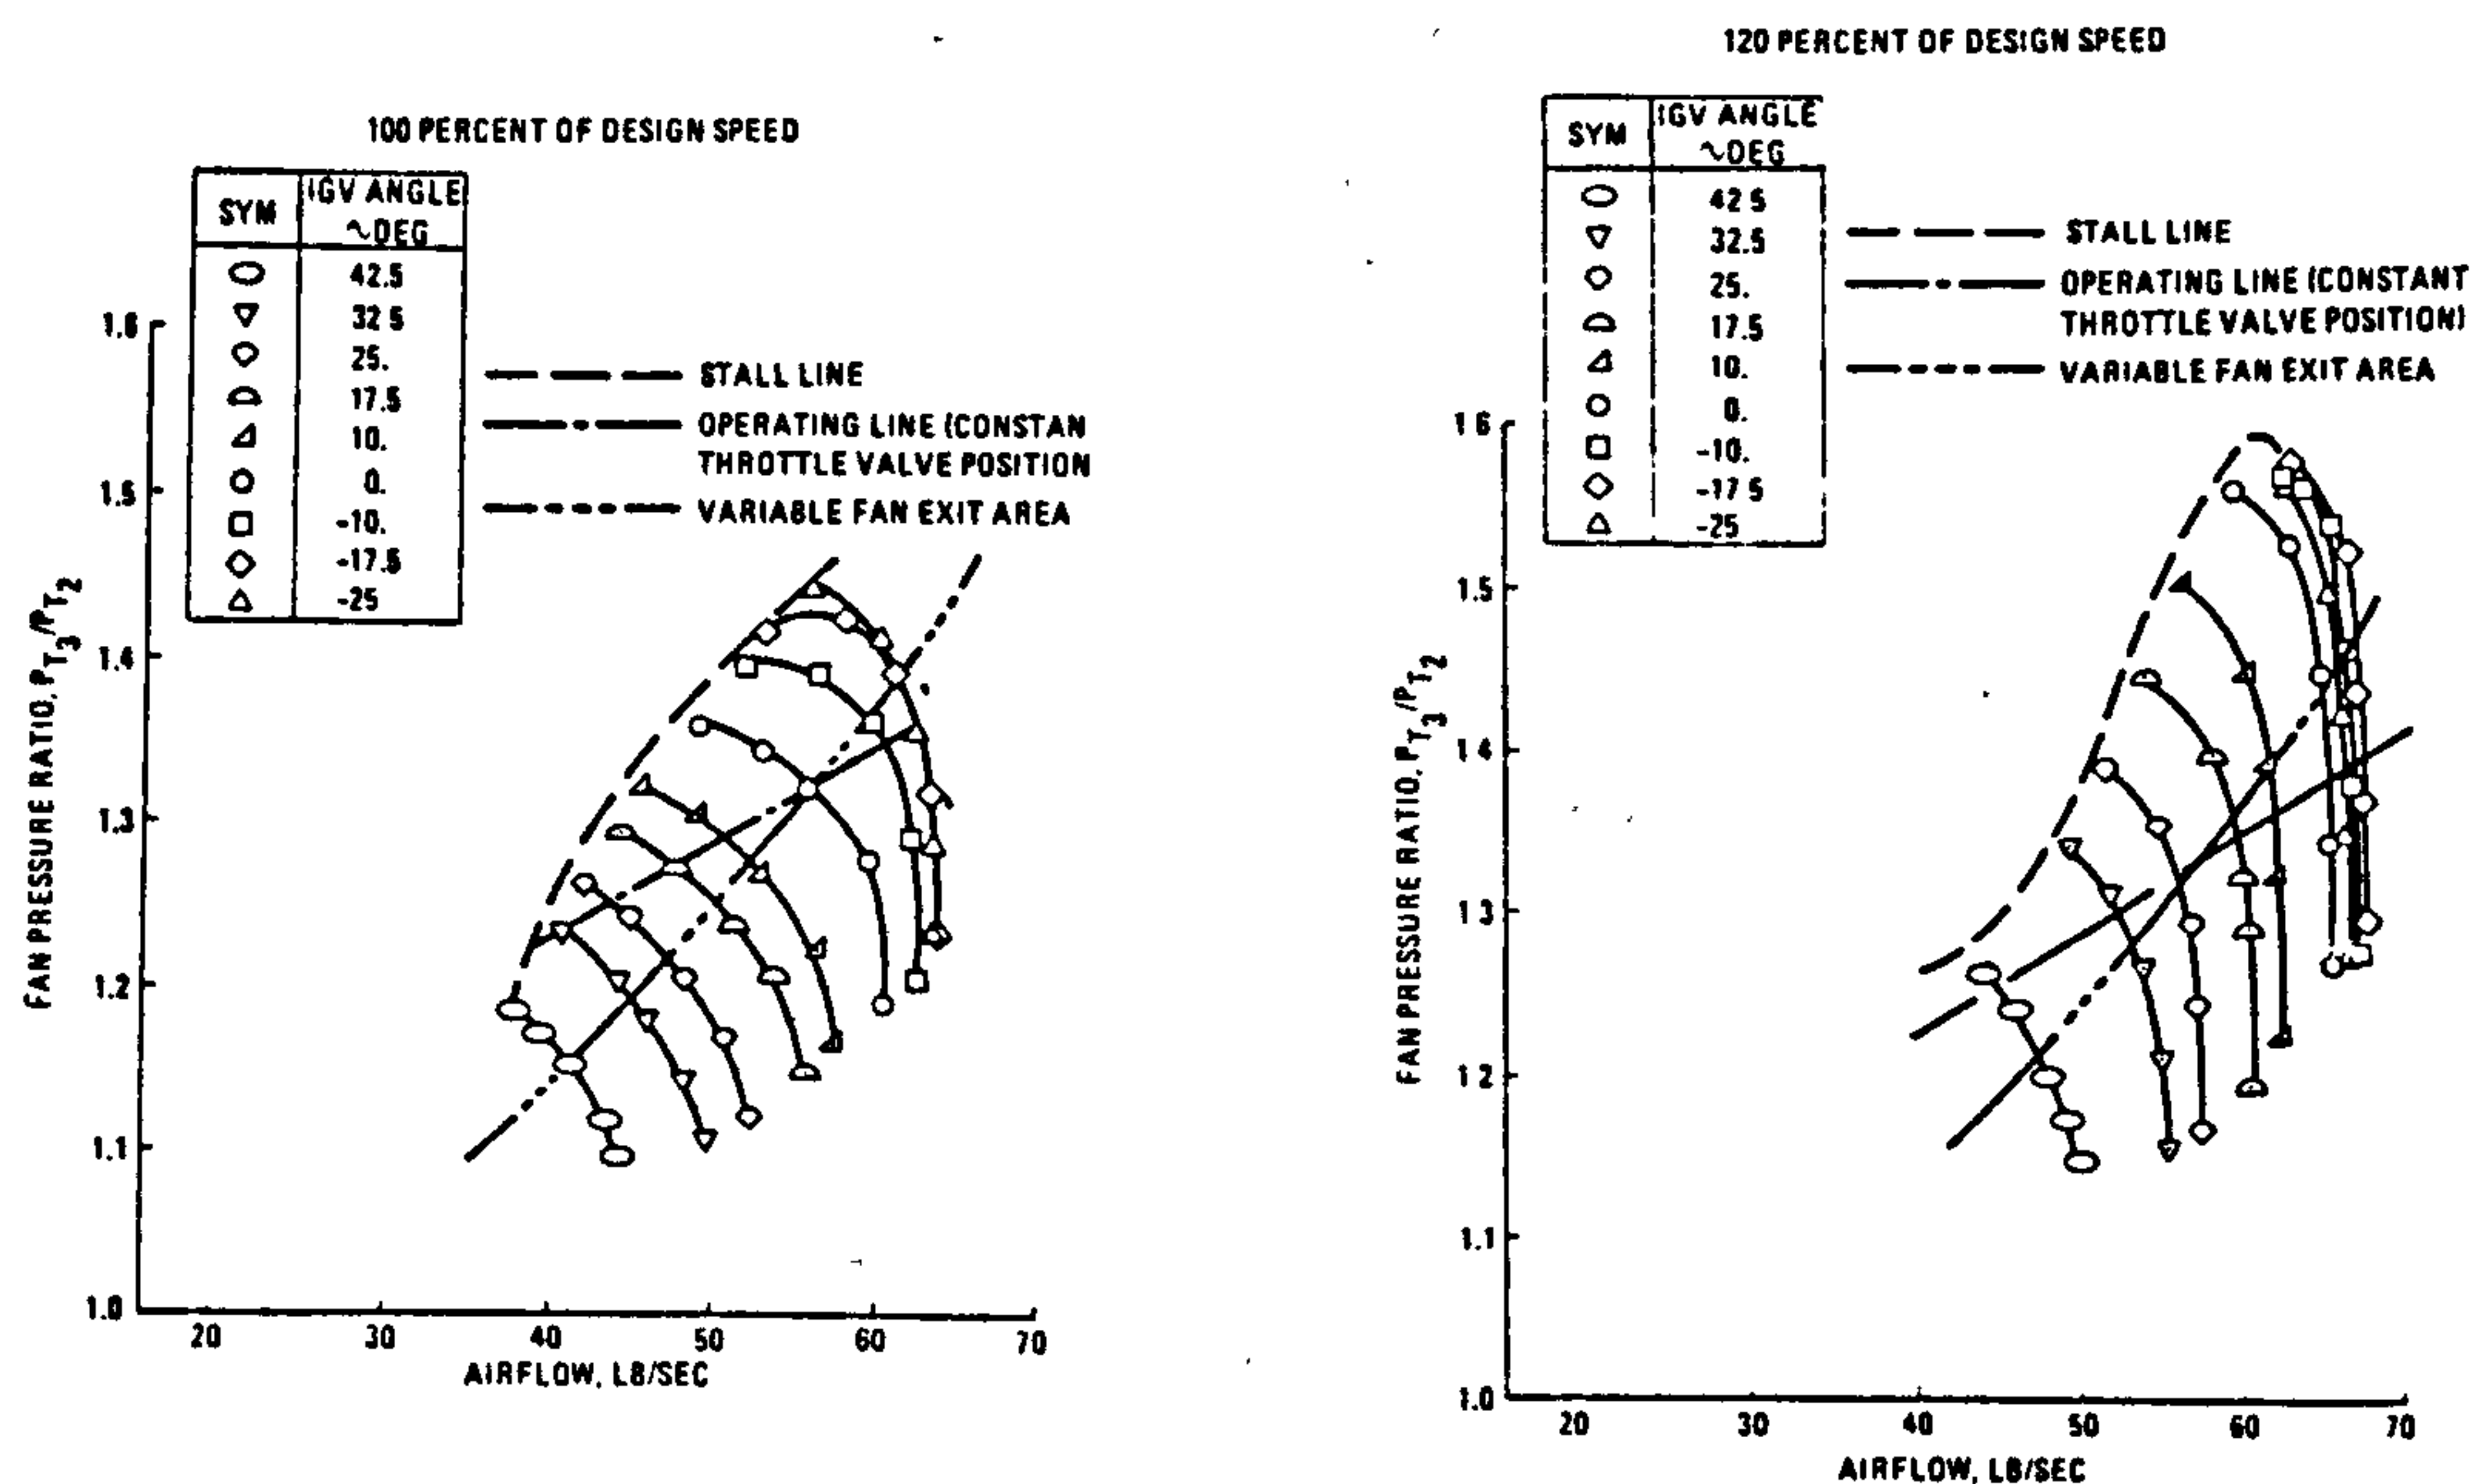 100 PERCENT OF DESIGN SPEED
SYM IGV ANGLE
~DEG
42.5
32 5
25.
17.5
10.
0.
-10.
-17.5
-25
STALL LINE
OPERATING LINE (CONSTAN
THROTTLE VALVE POSITION
VARIABLE FAN EXIT AREA
FAN PRESSURE RATIO, PT3/PT2
1.6
1.5
1.4
1.3
1.2
1.1
1.0
20 30 40 50 60 70
AIRFLOW, LB/SEC
120 PERCENT OF DESIGN SPEED
SYM IGV ANGLE
~DEG
42 5
32.5
25.
17.5
10.
0.
-10.
-17 5
-25
STALL LINE
OPERATING LINE (CONSTANT
THROTTLE VALVE POSITION)
VARIABLE FAN EXIT AREA
FAN PRESSURE RATIO, PT3/PT2
1 6
1.5
1 4
1 3
1 2
1.1
1.0
20 30 40 50 60 70
AIRFLOW, LB/SEC